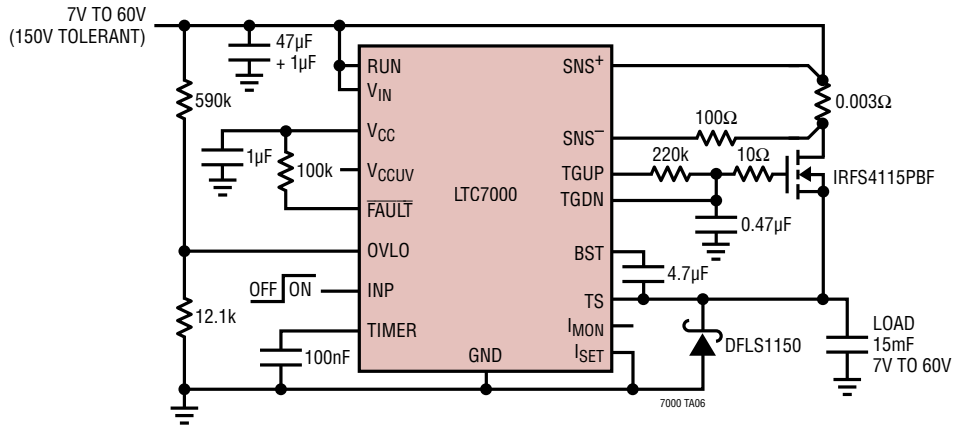 7V TO 60V
(150V TOLERANT)
47µF
+ 1µF
590k
1µF
100k
12.1k
OFF
ON
100nF
RUN
VIN
VCC
VCCUV
FAULT
OVLO
INP
TIMER
GND
LTC7000
SNS+
SNS–
TGUP
TGDN
BST
TS
IMON
ISET
0.003Ω
100Ω
220k
10Ω
IRFS4115PBF
0.47µF
4.7µF
DFLS1150
LOAD
15mF
7V TO 60V
7000 TA06